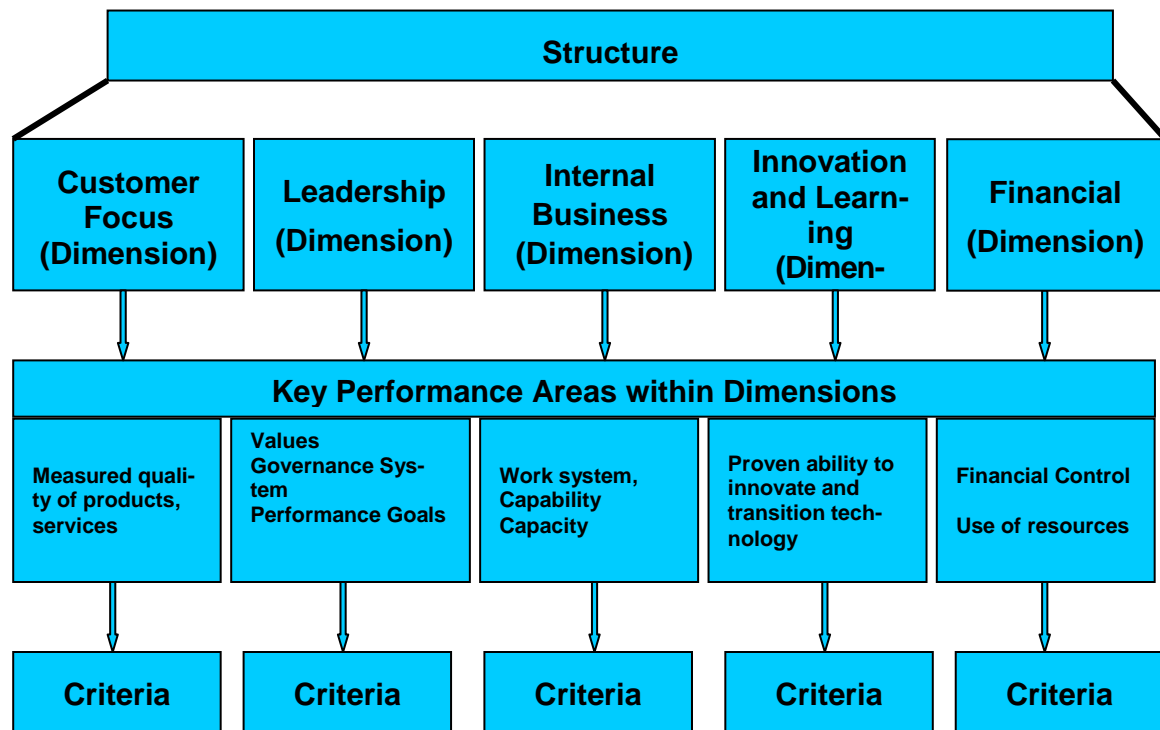 Structure
Customer
Focus
(Dimension)
Leadership
(Dimension)
Internal
Business
(Dimension)
Innovation
and Learn-
ing
(Dimen-
Financial
(Dimension)
Key Performance Areas within Dimensions
Measured quali-
ty of products,
services
Values
Governance Sys-
tem
Performance Goals
Work system,
Capability
Capacity
Proven ability to
innovate and
transition tech-
nology
Financial Control
Use of resources
Criteria
Criteria
Criteria
Criteria
Criteria